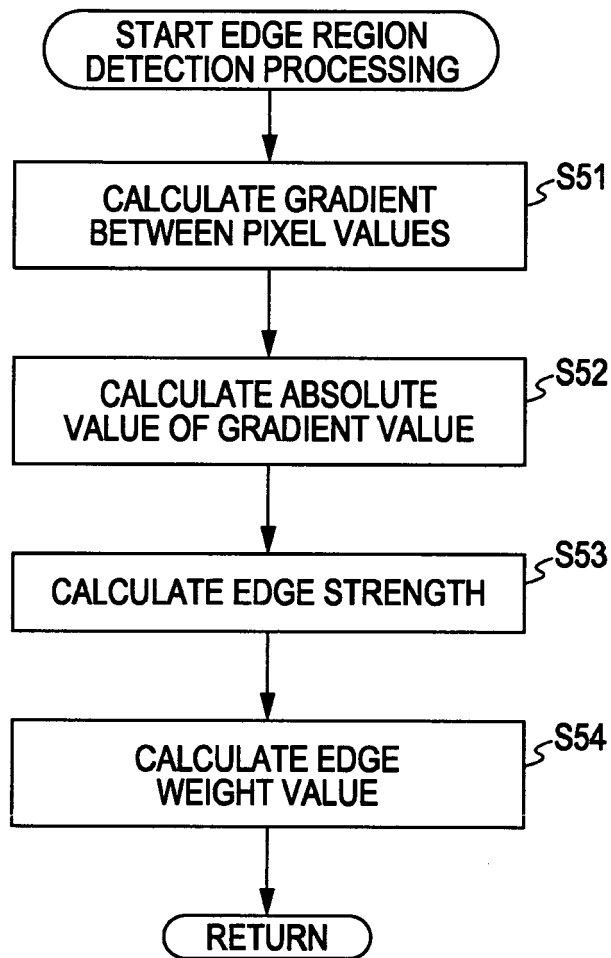 START EDGE REGION
DETECTION PROCESSING
S51
CALCULATE GRADIENT
BETWEEN PIXEL VALUES
S52
CALCULATE ABSOLUTE
VALUE OF GRADIENT VALUE
S53
CALCULATE EDGE STRENGTH
S54
CALCULATE EDGE
WEIGHT VALUE
RETURN